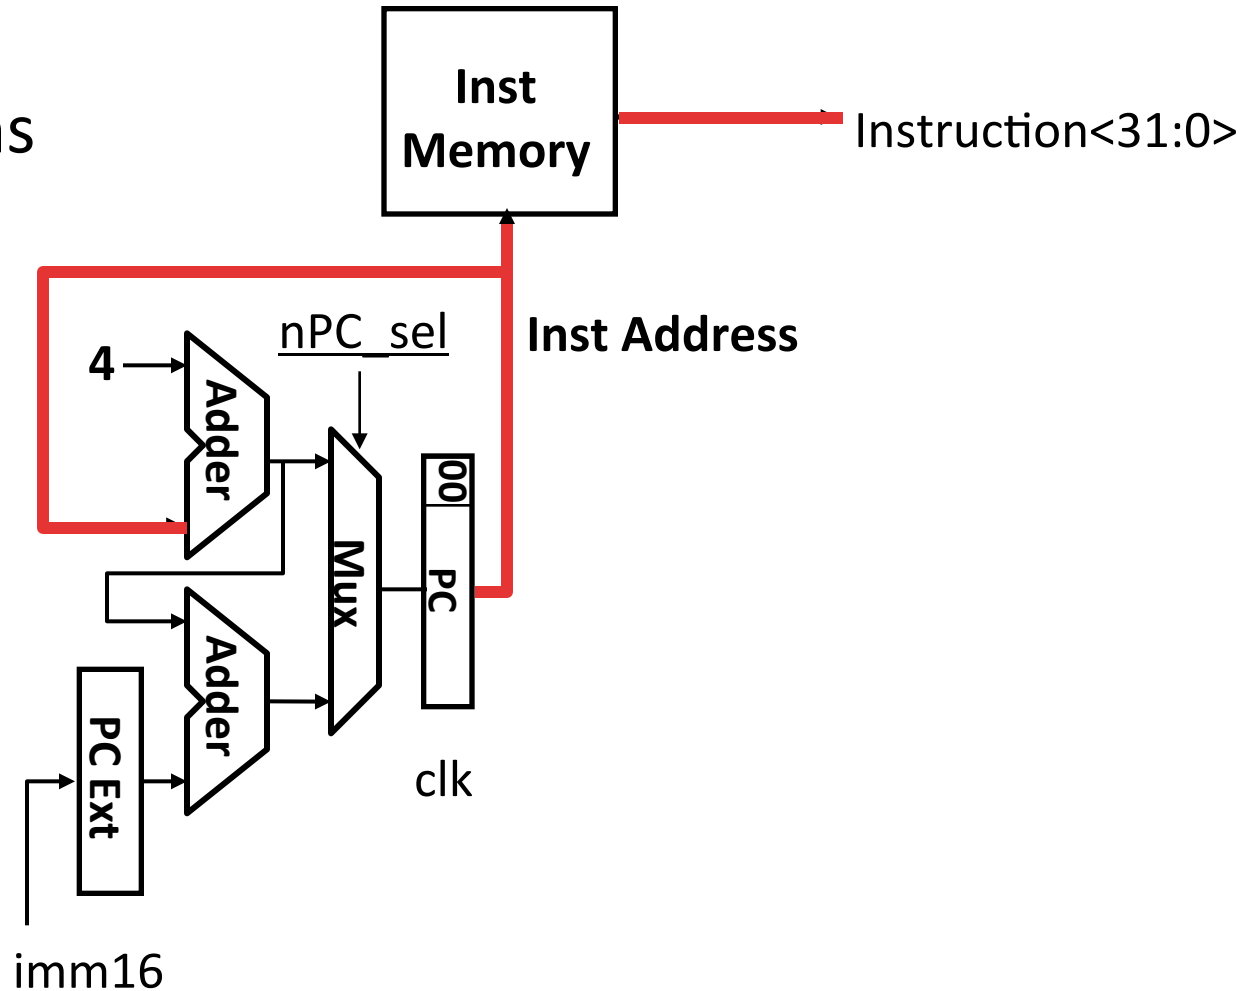 Inst
Memory
Instruction<31:0>
nPC_sel
Inst Address
4
Adder
00
Mux
PC
Adder
PC Ext
clk
imm16